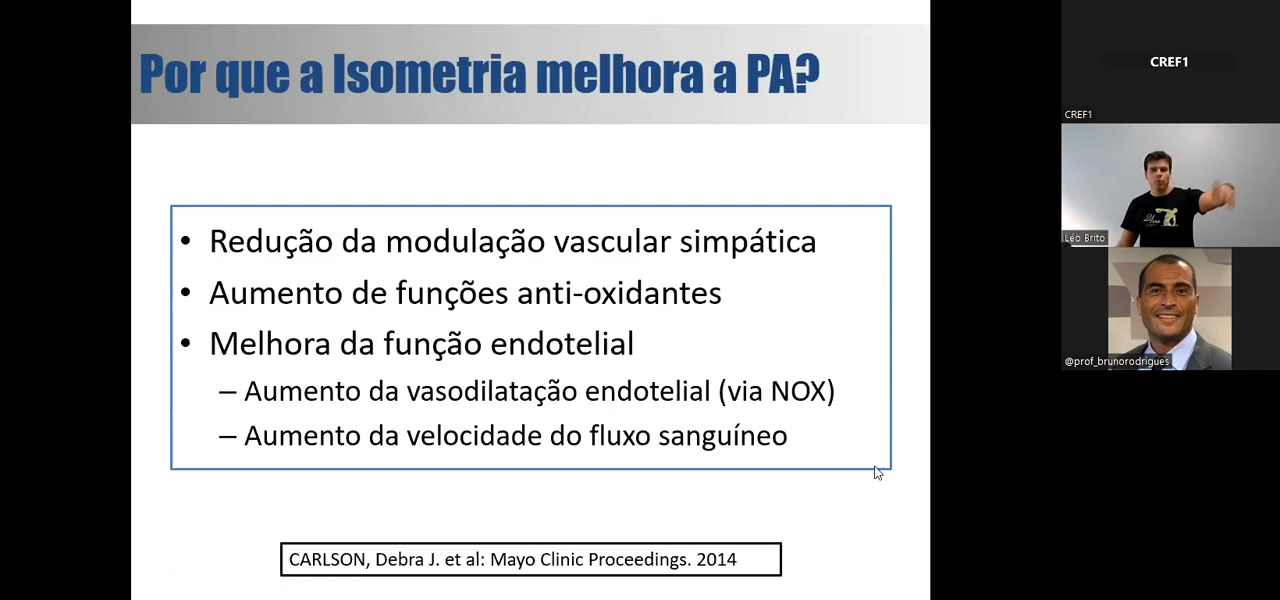 Por que a Isometria melhora a PA?
• Redução da modulação vascular simpática
• Aumento de funções anti-oxidantes
• Melhora da função endotelial
– Aumento da vasodilatação endotelial (via NOX)
– Aumento da velocidade do fluxo sanguíneo
CARLSON, Debra J. et al: Mayo Clinic Proceedings. 2014
CREF1
CREF1
Léo Brito
@prof_brunorodrigues